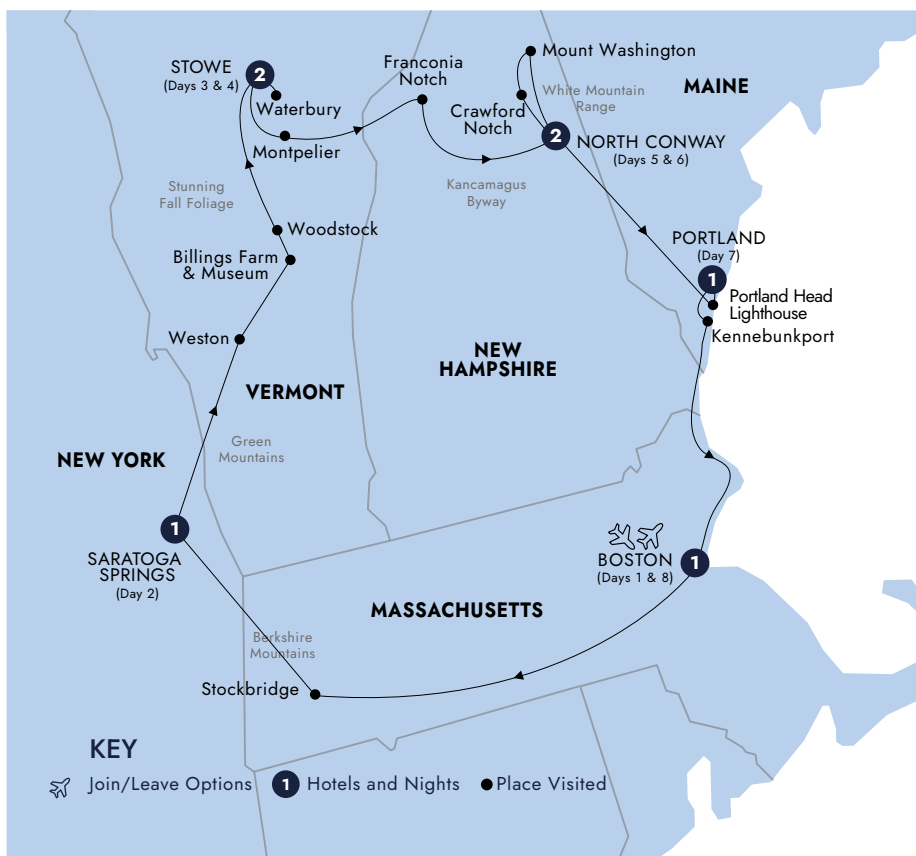 Mount Washington
Franconia
Notch
STOWE
(Days 3 & 4)
2
MAINE
White Mountain
Range
Waterbury
Crawford
Notch
2
NORTH CONWAY
(Days 5 & 6)
Montpelier
Stunning
Fall Foliage
Kancamagus
Byway
Woodstock
PORTLAND
(Day 7)
1
Billings Farm
& Museum
Portland Head
Lighthouse
Kennebunkport
Weston
NEW
HAMPSHIRE
VERMONT
Green
Mountains
NEW YORK
1
SARATOGA
SPRINGS
(Day 2)
BOSTON
(Days 1 & 8)
1
MASSACHUSETTS
Berkshire
Mountains
Stockbridge
KEY
Join/Leave Options
1 Hotels and Nights
Place Visited